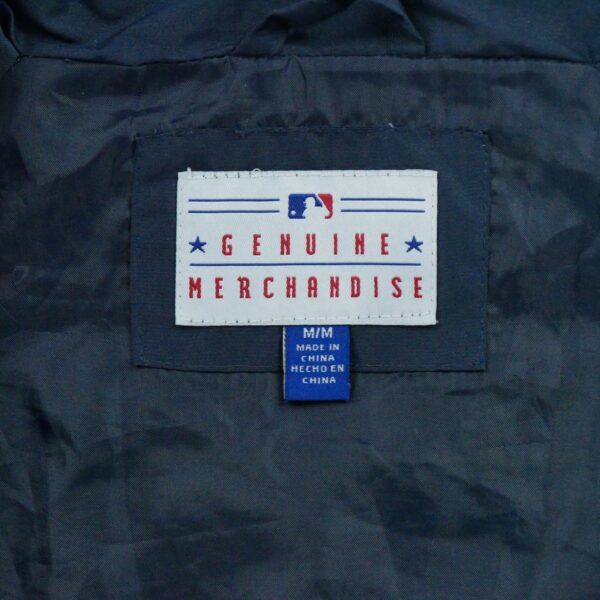 GENUINE
MERCHANDISE
M/M
MADE IN
CHINA
HECHO EN
CHINA